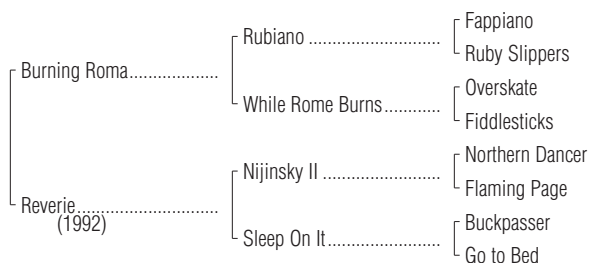 Fappiano
Rubiano ..............................
Ruby Slippers
Burning Roma....................
Overskate
While Rome Burns.............
Fiddlesticks
Northern Dancer
Nijinsky II ...........................
Flaming Page
Reverie................................
(1992)
Buckpasser
Sleep On It..........................
Go to Bed